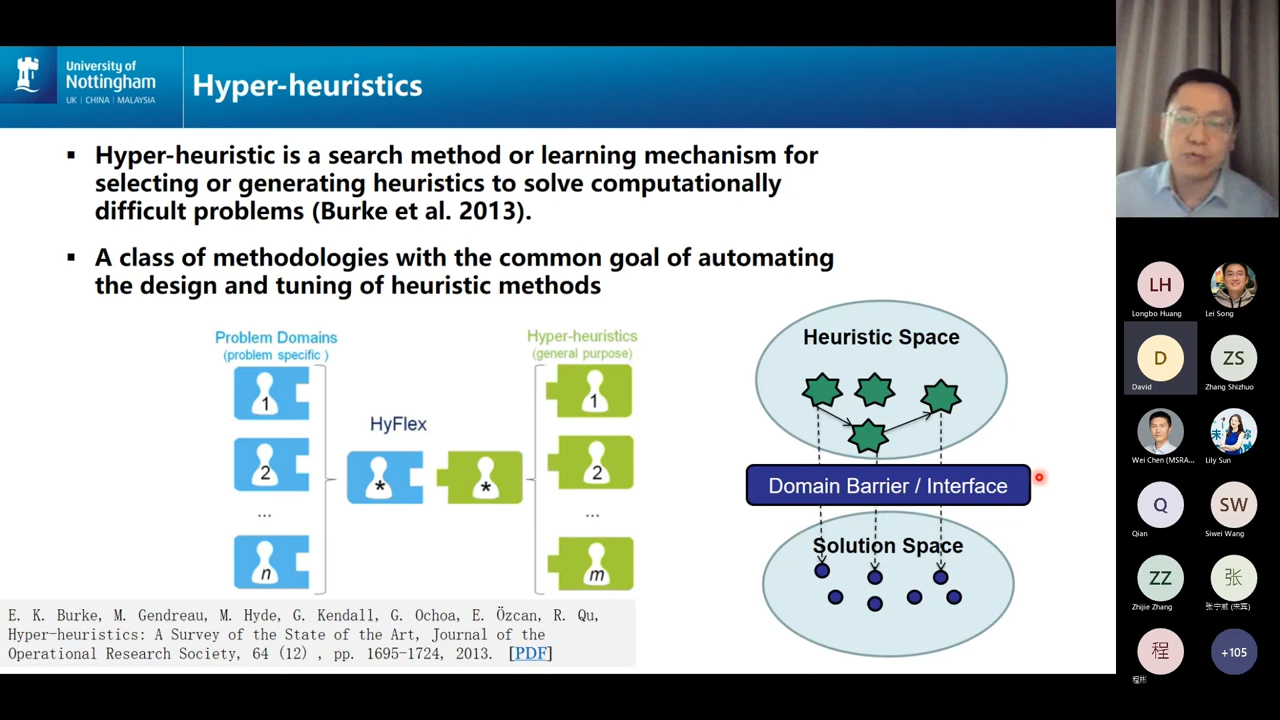 University of
Nottingham
UK | CHINA | MALAYSIA
Hyper-heuristics
▪ Hyper-heuristic is a search method or learning mechanism for
selecting or generating heuristics to solve computationally
difficult problems (Burke et al. 2013).
▪ A class of methodologies with the common goal of automating
the design and tuning of heuristic methods
Problem Domains
(problem specific )
1
2
...
n
HyFlex
*
*
Hyper-heuristics
(general purpose)
1
2
...
m
Heuristic Space
Domain Barrier / Interface
Solution Space
E. K. Burke, M. Gendreau, M. Hyde, G. Kendall, G. Ochoa, E. Özcan, R. Qu,
Hyper-heuristics: A Survey of the State of the Art, Journal of the
Operational Research Society, 64 (12) , pp. 1695-1724, 2013. [PDF]
LH
Longbo Huang
Lei Song
D
David
ZS
Zhang Shizhuo
Wei Chen (MSRA...
Lily Sun
Q
Qian
SW
Siwei Wang
ZZ
Zhijie Zhang
张
程
程彬
+105